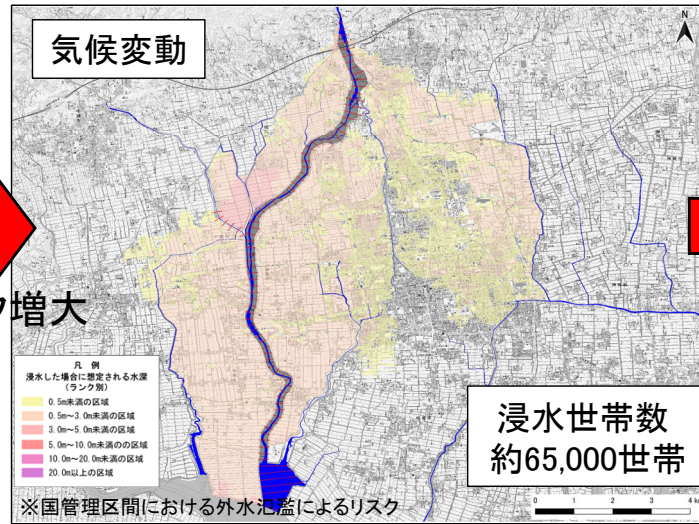 気候変動
N
増大
凡 例
浸水した場合に想定される水深
(ランク別)
0.5m未満の区域
0.5m～3.0m未満の区域
3.0m～5.0m未満の区域
5.0m～10.0m未満のの区域
10.0m～20.0m未満の区域
20.0m以上の区域
浸水世帯数
約65,000世帯
※国管理区間における外水氾濫によるリスク
0 1 2 3 4